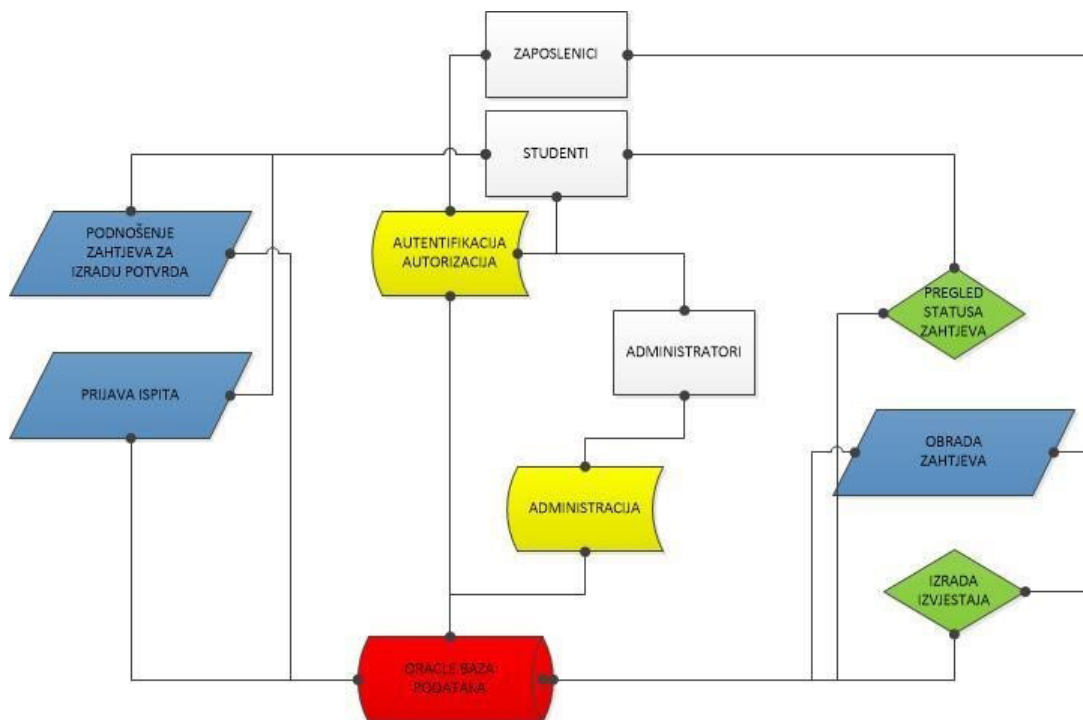 ZAPOSLENICI
STUDENTI
PODNOŠENJE
ZAHTJEVA ZA
IZRADU POTVRDA
AUTENTIFIKACIJA
AUTORIZACIJA
PREGLED
STATUSA
ZAHTJEVA
ADMINISTRATORI
PRIJAVA ISPITA
OBRADA
ZAHTJEVA
ADMINISTRACIJA
IZRADA
IZVJESTAJA
ORACLE BAZA
PODATAKA